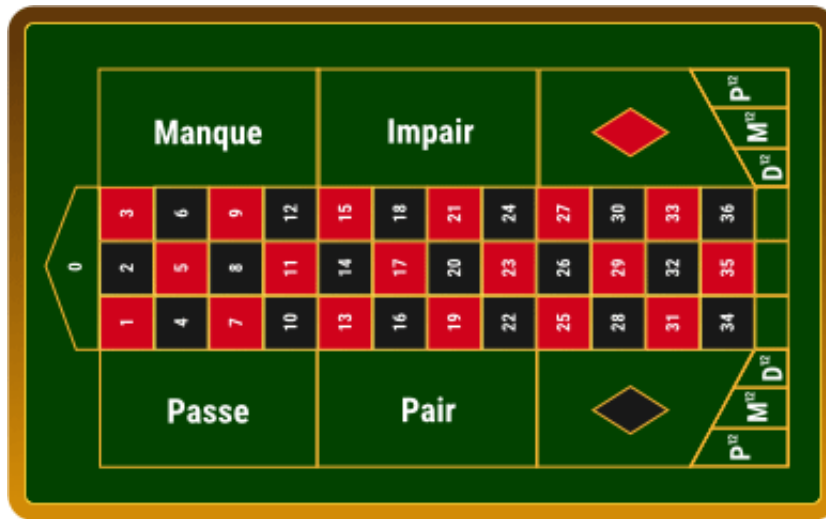 Manque Impair P12
M12
D12
3 6 9 12 15 18 21 24 27 30 33 36
0 2 5 8 11 14 17 20 23 26 29 32 35
1 4 7 10 13 16 19 22 25 28 31 34
D12
Passe Pair M12
P12